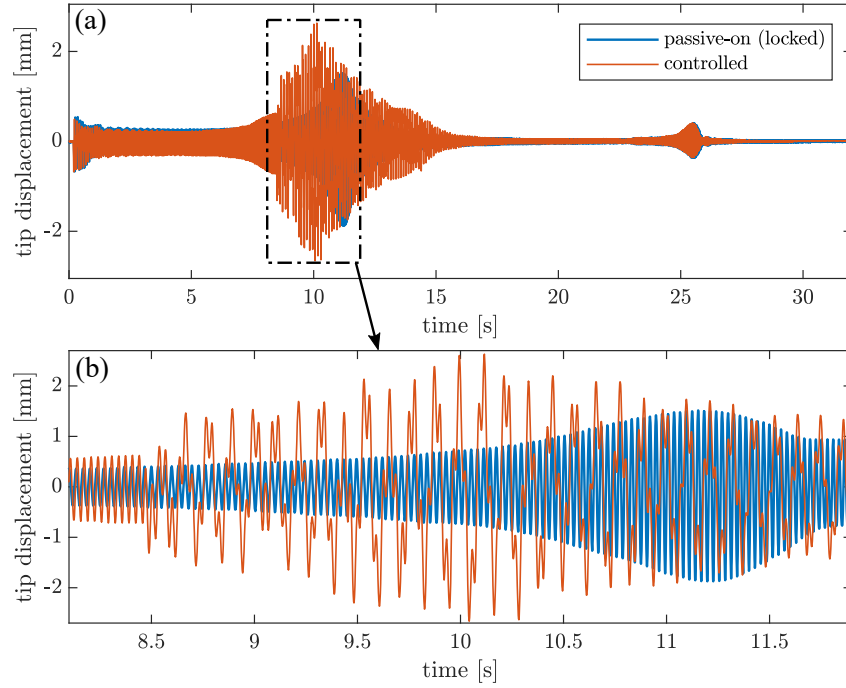 (a)
tip displacement [mm]
2
0
-2
passive-on (locked)
controlled
0
5
10
15
20
25
30
time [s]
(b)
tip displacement [mm]
2
1
0
-1
-2
8.5
9
9.5
10
10.5
11
11.5
time [s]